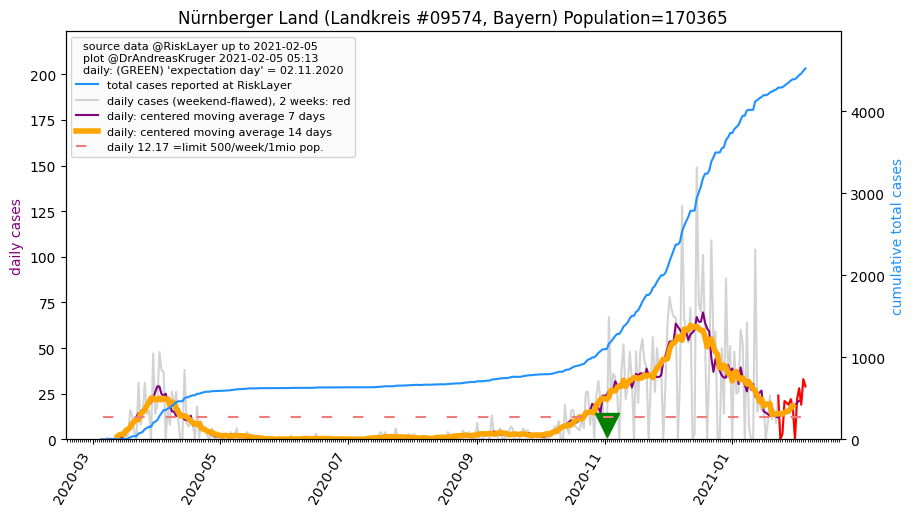 Nürnberger Land (Landkreis #09574, Bayern) Population=170365
source data @RiskLayer up to 2021-02-05
plot @DrAndreasKruger 2021-02-05 05:13
daily: (GREEN) 'expectation day' = 02.11.2020
total cases reported at RiskLayer
daily cases (weekend-flawed), 2 weeks: red
daily: centered moving average 7 days
daily: centered moving average 14 days
daily 12.17 =limit 500/week/1mio pop.
daily cases
200
175
150
125
100
75
50
25
0
cumulative total cases
4000
3000
2000
1000
0
2020-03
2020-05
2020-07
2020-09
2020-11
2021-01